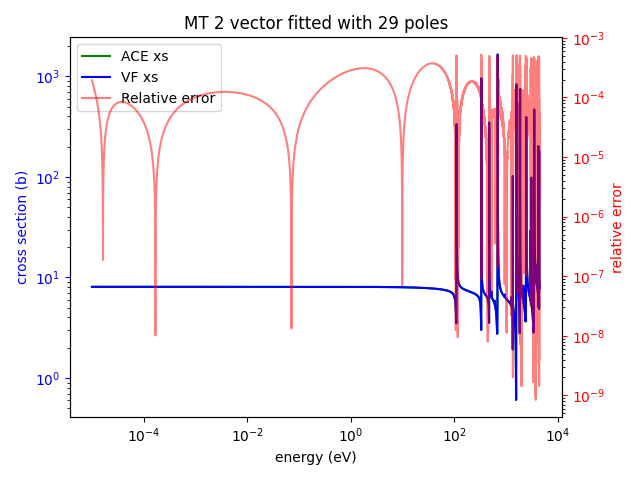 MT 2 vector fitted with 29 poles
ACE xs
VF xs
Relative error
cross section (b)
10³
10²
10¹
10⁰
10⁻³
10⁻⁴
10⁻⁵
10⁻⁶
10⁻⁷
10⁻⁸
10⁻⁹
relative error
10⁻⁴
10⁻²
10⁰
10²
10⁴
energy (eV)